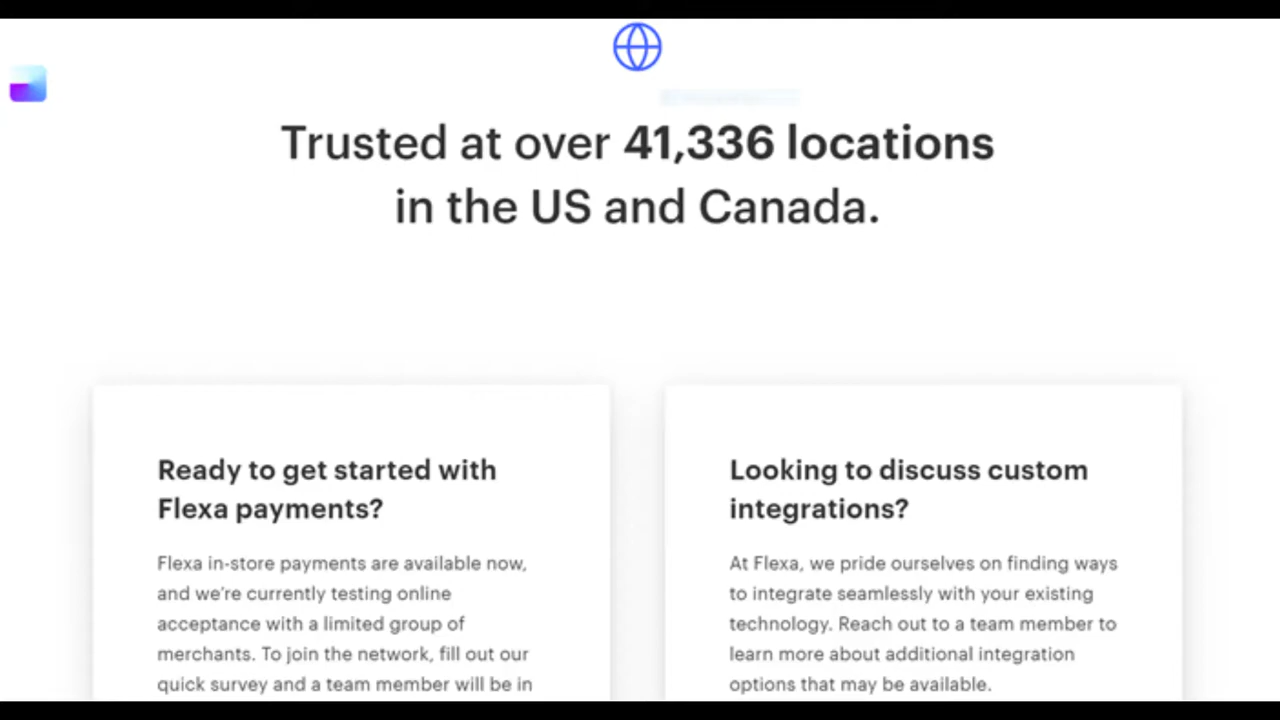 Trusted at over 41,336 locations
in the US and Canada.
Ready to get started with
Flexa payments?
Flexa in-store payments are available now,
and we're currently testing online
acceptance with a limited group of
merchants. To join the network, fill out our
quick survey and a team member will be in
Looking to discuss custom
integrations?
At Flexa, we pride ourselves on finding ways
to integrate seamlessly with your existing
technology. Reach out to a team member to
learn more about additional integration
options that may be available.